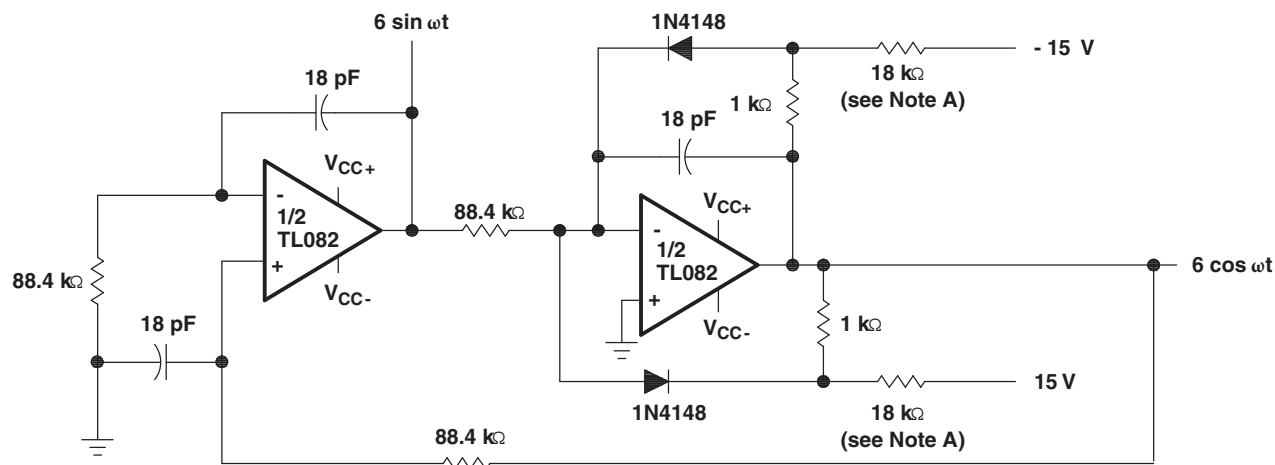 6 sin ωt
1N4148
- 15 V
18 kΩ
(see Note A)
18 pF
1 kΩ
18 pF
VCC+
-
1/2
TL082
+
VCC-
88.4 kΩ
88.4 kΩ
18 pF
VCC+
-
1/2
TL082
+
VCC-
6 cos ωt
1 kΩ
15 V
1N4148
18 kΩ
(see Note A)
88.4 kΩ